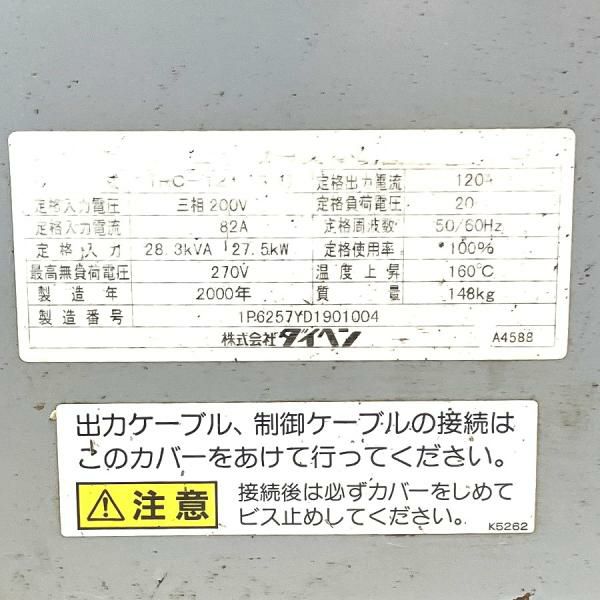 定格出力電流 120
定格入力電圧 三相 200V 定格負荷電圧 20
定格入力電流 82A 定格周波数 50/60Hz
定格入力 28.3kVA 27.5kW 定格使用率 100%
最高無負荷電圧 270V 温度上昇 160℃
製造年 2000年 質量 148kg
製造番号 1P6257YD1901004
株式会社ダイヘン A4588
出力ケーブル、制御ケーブルの接続は
このカバーをあけて行ってください。
注意 接続後は必ずカバーをしめて
ビス止めしてください。 K5262